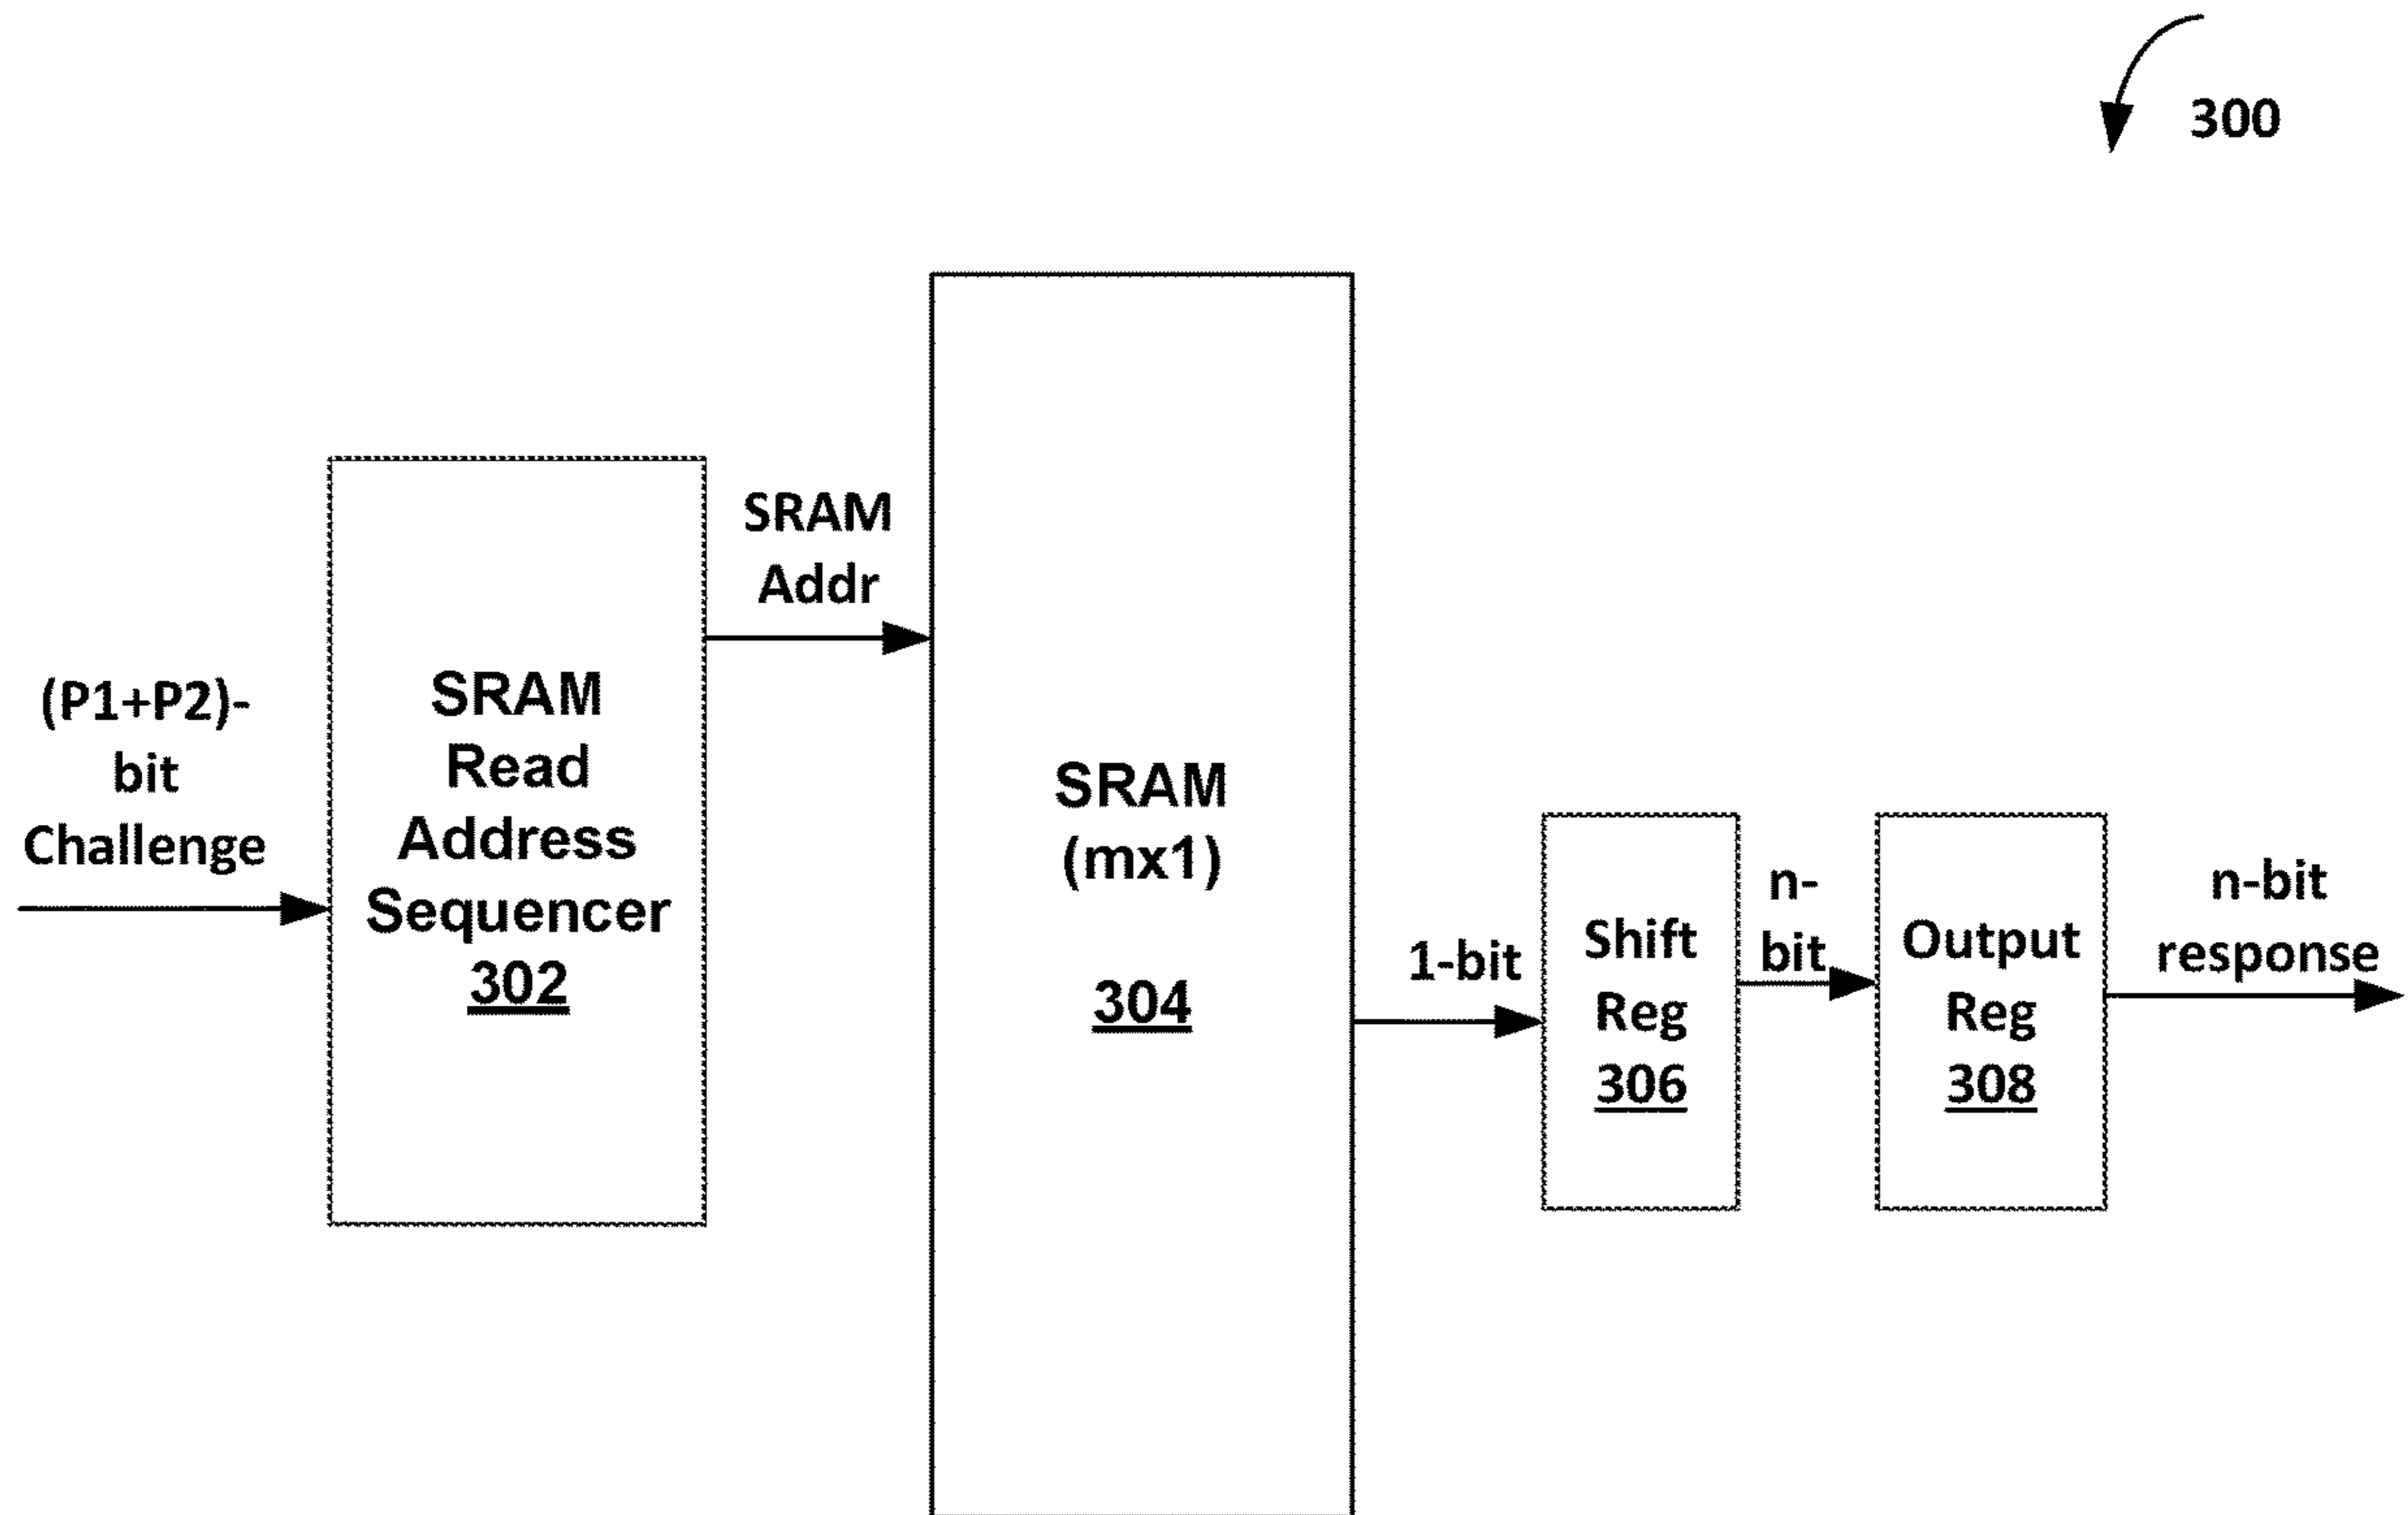 300
(P1+P2)-
bit
Challenge
SRAM
Read
Address
Sequencer
302
SRAM
Addr
SRAM
(mx1)
304
1-bit
Shift
Reg
306
n-
bit
Output
Reg
308
n-bit
response